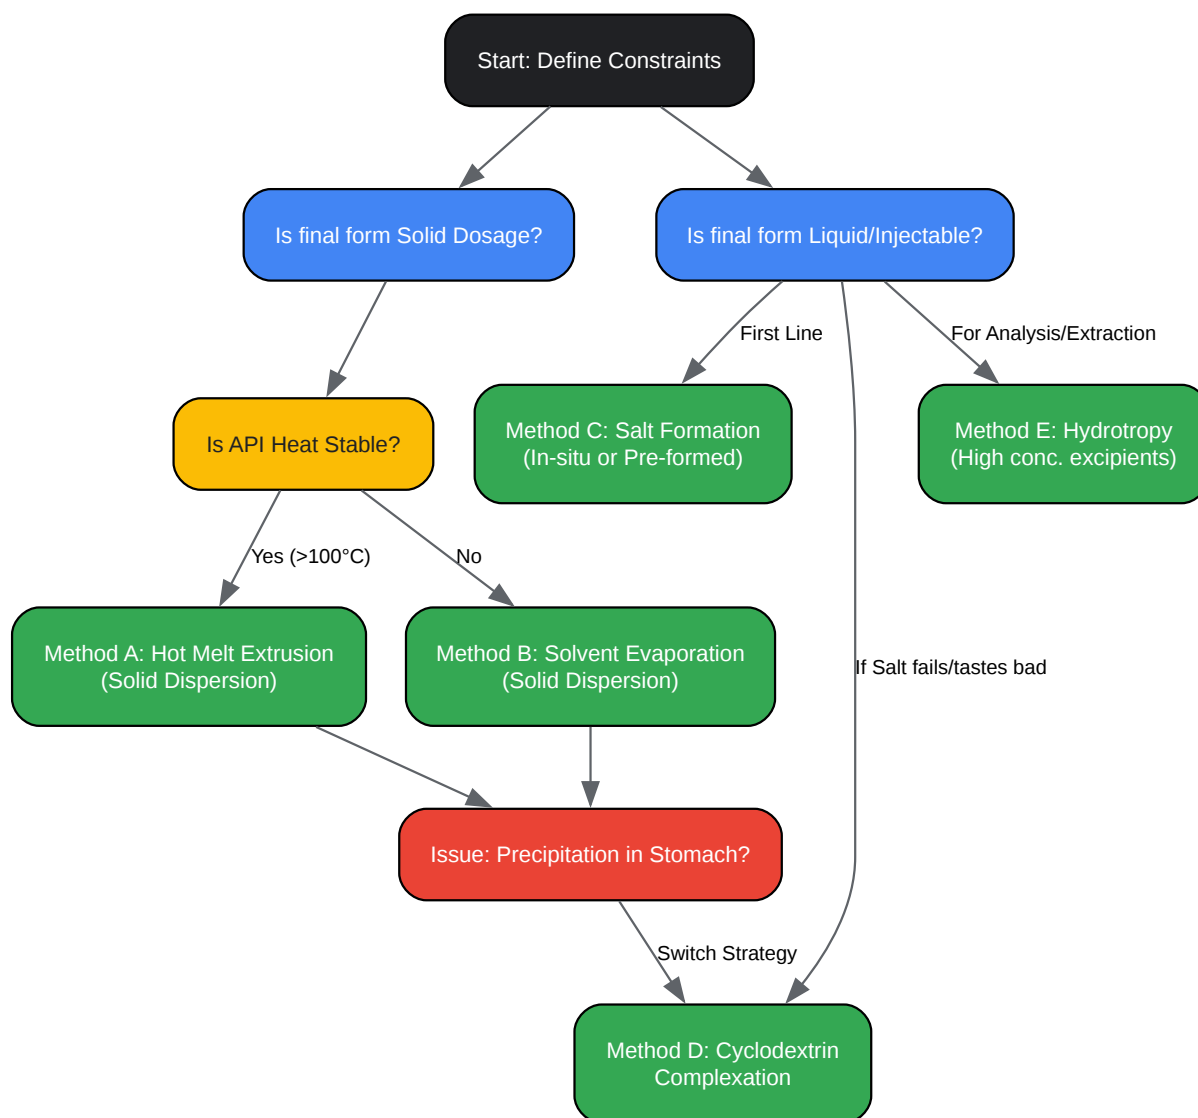 Start: Define Constraints
Is final form Solid Dosage?
Is final form Liquid/Injectable?
First Line
For Analysis/Extraction
Is API Heat Stable?
Method C: Salt Formation
(In-situ or Pre-formed)
Method E: Hydrotropy
(High conc. excipients)
Yes (>100°C)
No
Method A: Hot Melt Extrusion
(Solid Dispersion)
Method B: Solvent Evaporation
(Solid Dispersion)
If Salt fails/tastes bad
Issue: Precipitation in Stomach?
Switch Strategy
Method D: Cyclodextrin
Complexation